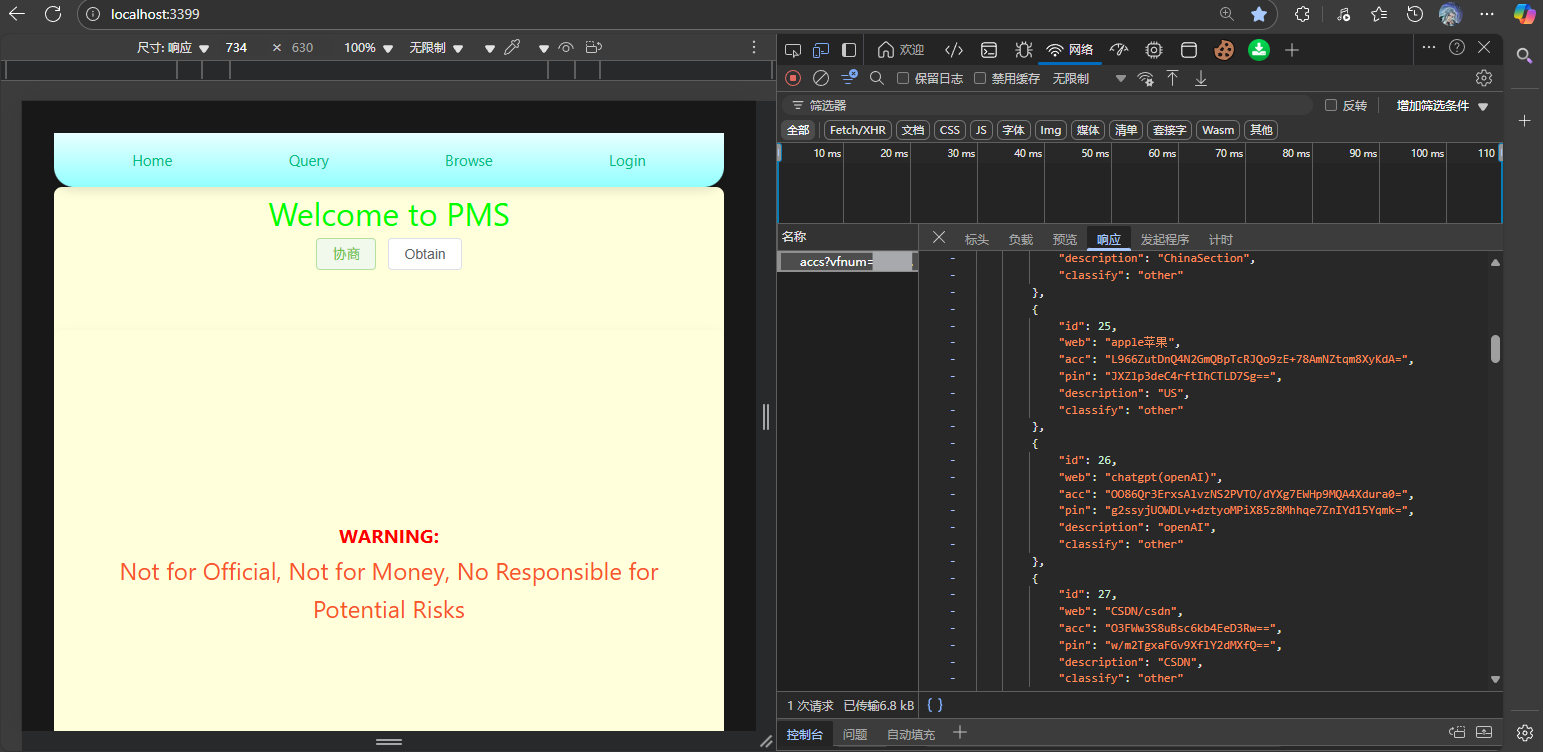 localhost:3399
尺寸: 响应 734 × 630 100% 无限制
欢迎 网络
保留日志 禁用缓存 无限制
筛选器 反转 增加筛选条件
全部 Fetch/XHR 文档 CSS JS 字体 Img 媒体 清单 套接字 Wasm 其他
10 ms 20 ms 30 ms 40 ms 50 ms 60 ms 70 ms 80 ms 90 ms 100 ms 110
名称 标头 负载 预览 响应 发起程序 计时
accs?vfnum=
Home Query Browse Login
Welcome to PMS
协商 Obtain
WARNING:
Not for Official, Not for Money, No Responsible for
Potential Risks
"description": "ChinaSection",
"classify": "other"
},
{
"id": 25,
"web": "apple苹果",
"acc": "L966ZutDnQ4N2GmQBpTcRJQo9zE+78AmNZtqm8XyKdA=",
"pin": "JXZlp3deC4rftIhCTLD7Sg==",
"description": "US",
"classify": "other"
},
{
"id": 26,
"web": "chatgpt(openAI)",
"acc": "OO86Qr3ErxsAlvzNS2PVTO/dYXg7EWHp9MQA4Xdura0=",
"pin": "g2ssyjUOWDLv+dztyoMPiX85z8Mhhqe7ZnIYd15Yqmk=",
"description": "openAI",
"classify": "other"
},
{
"id": 27,
"web": "CSDN/csdn",
"acc": "O3FWw3S8uBsc6kb4EeD3Rw==",
"pin": "w/m2TgxaFGv9XflY2dMXfQ==",
"description": "CSDN",
"classify": "other"
1 次请求 已传输6.8 kB { }
控制台 问题 自动填充